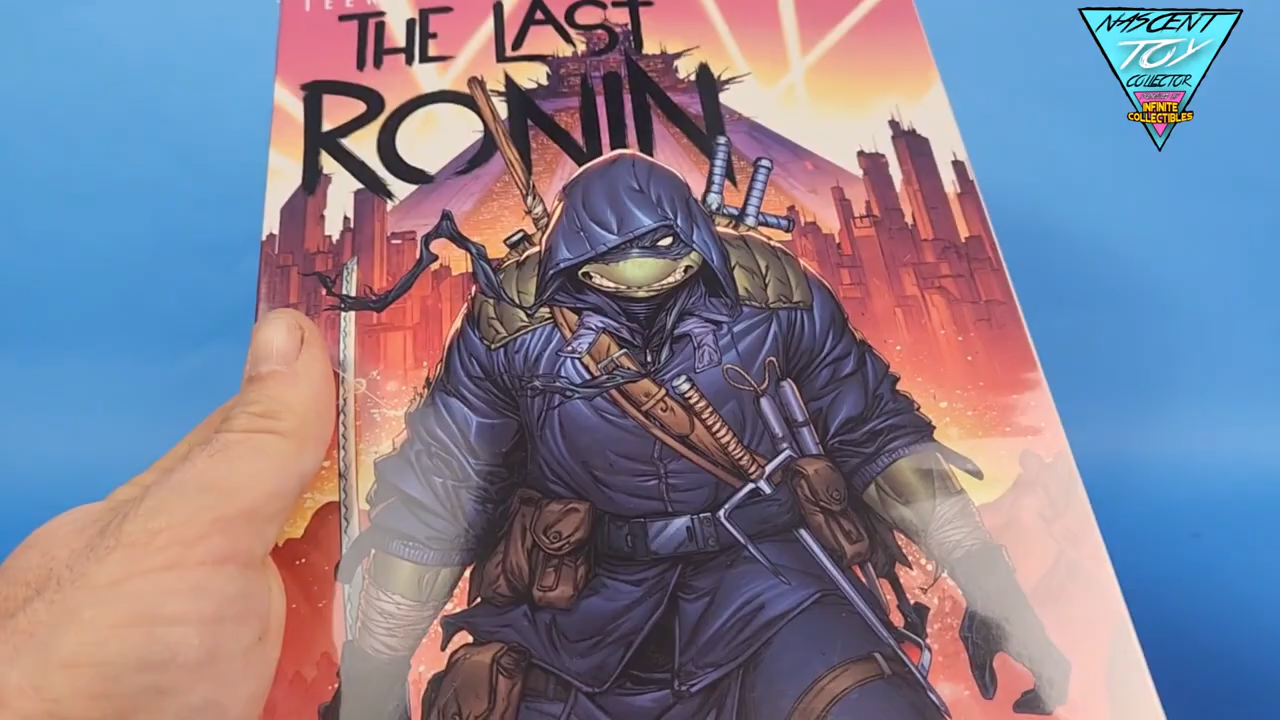 THE LAST
RONIN
NASCENT
TOY
COLLECTOR
INFINITE
COLLECTIBLES